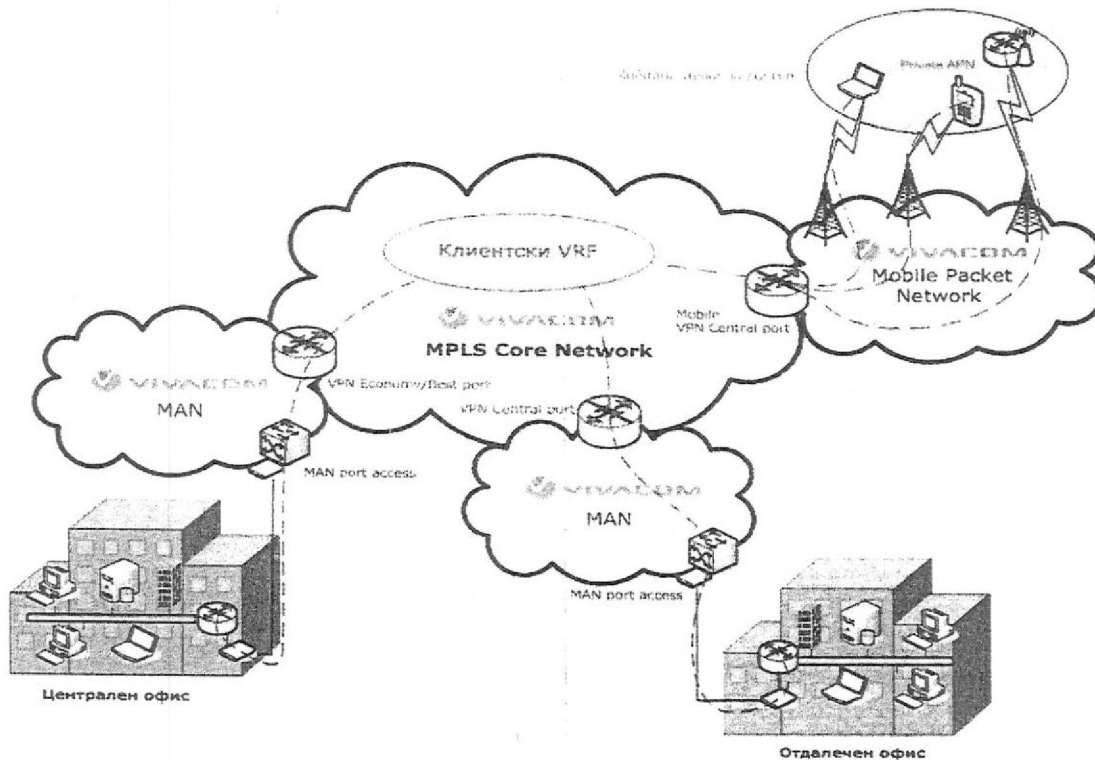 Private APN
Клиентски VRF
VIVACOM
Mobile Packet
Network
Mobile
VPN Central port
VIVACOM
MPLS Core Network
VIVACOM
MAN
VPN Economy/Best port
VPN Central port
MAN port access
VIVACOM
MAN
MAN port access
Централен офис
Отдалечен офис